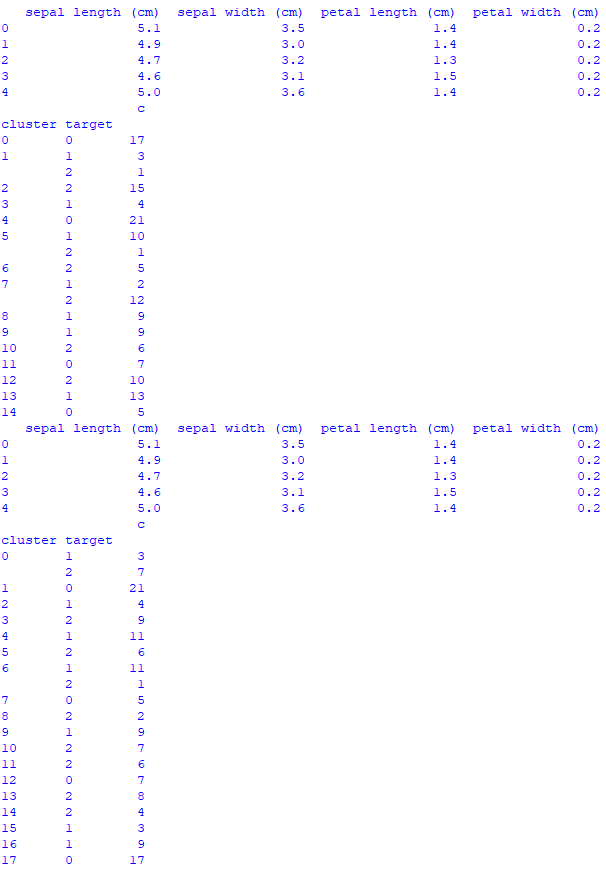 sepal length (cm) sepal width (cm) petal length (cm) petal width (cm)
0 5.1 3.5 1.4 0.2
1 4.9 3.0 1.4 0.2
2 4.7 3.2 1.3 0.2
3 4.6 3.1 1.5 0.2
4 5.0 3.6 1.4 0.2
c
cluster target
0 0 17
1 1 3
2 1
2 2 15
3 1 4
4 0 21
5 1 10
2 1
6 2 5
7 1 2
2 12
8 1 9
9 1 9
10 2 6
11 0 7
12 2 10
13 1 13
14 0 5
sepal length (cm) sepal width (cm) petal length (cm) petal width (cm)
0 5.1 3.5 1.4 0.2
1 4.9 3.0 1.4 0.2
2 4.7 3.2 1.3 0.2
3 4.6 3.1 1.5 0.2
4 5.0 3.6 1.4 0.2
c
cluster target
0 1 3
2 7
1 0 21
2 1 4
3 2 9
4 1 11
5 2 6
6 1 11
2 1
7 0 5
8 2 2
9 1 9
10 2 7
11 2 6
12 0 7
13 2 8
14 2 4
15 1 3
16 1 9
17 0 17